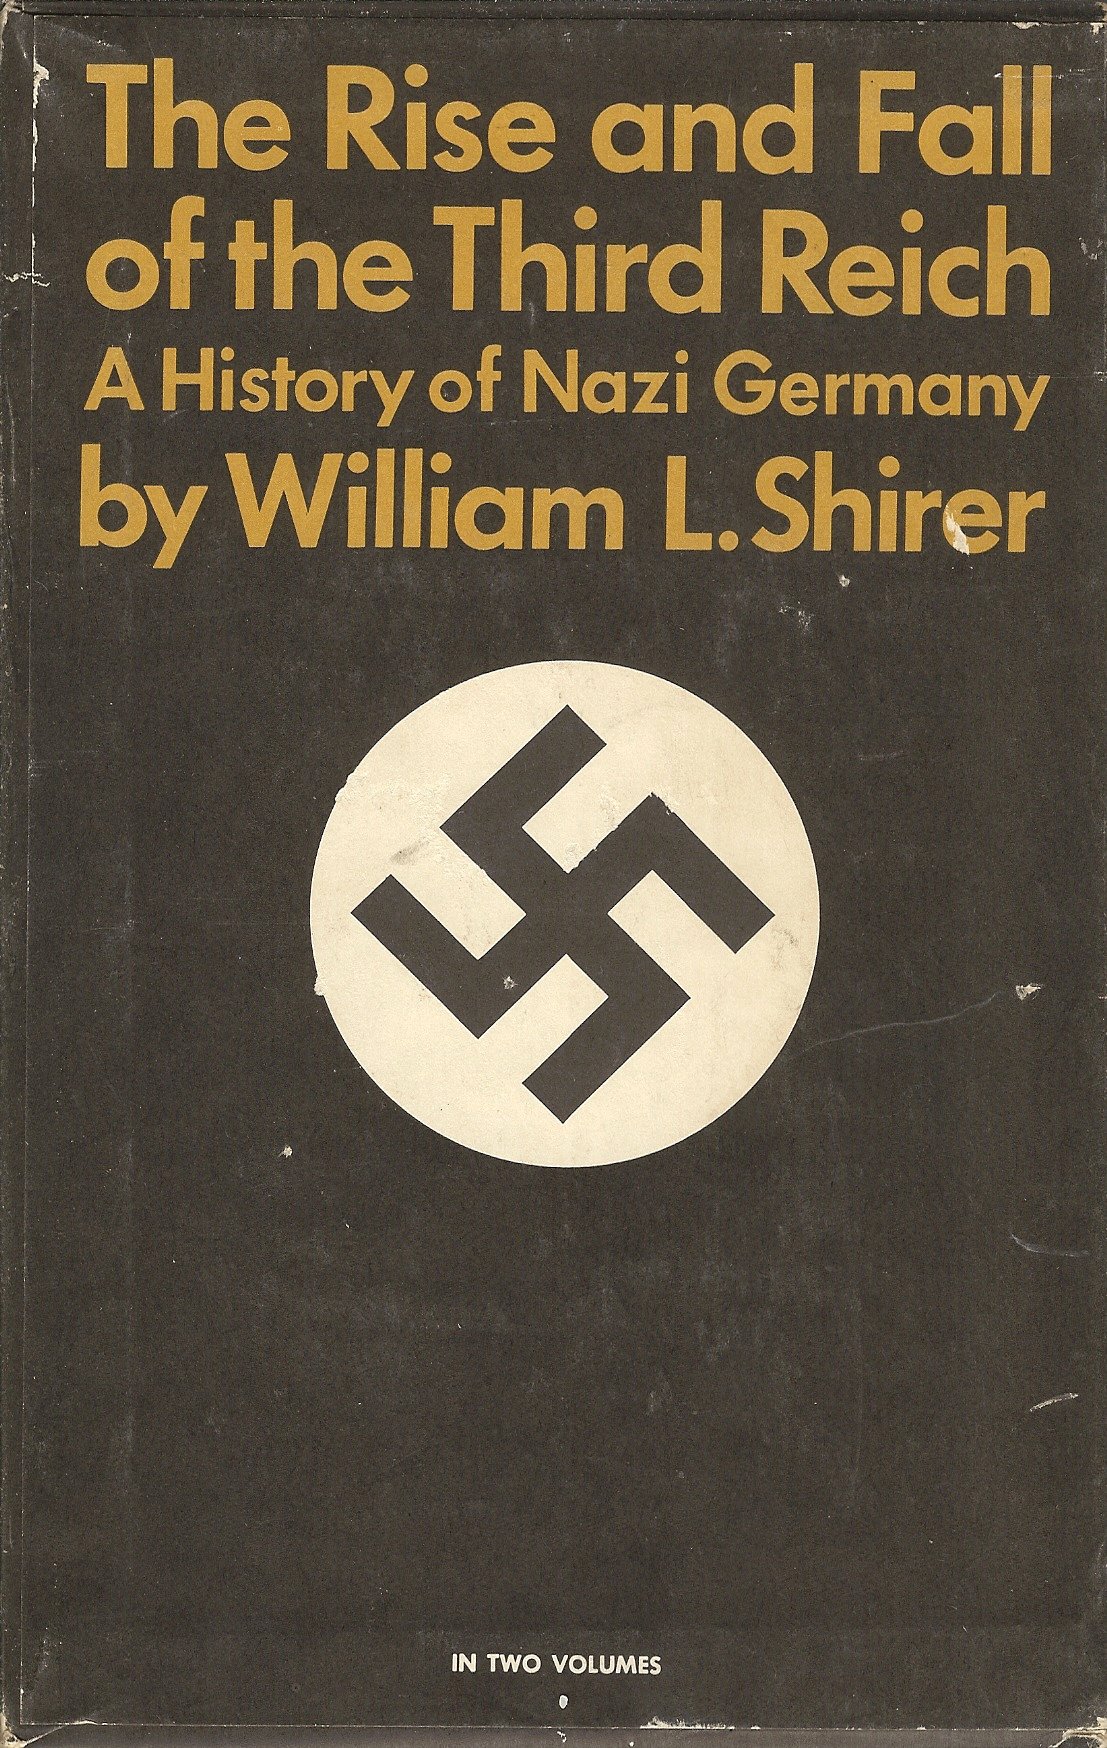 The Rise and Fall
of the Third Reich
A History of Nazi Germany
by William L. Shirer
IN TWO VOLUMES